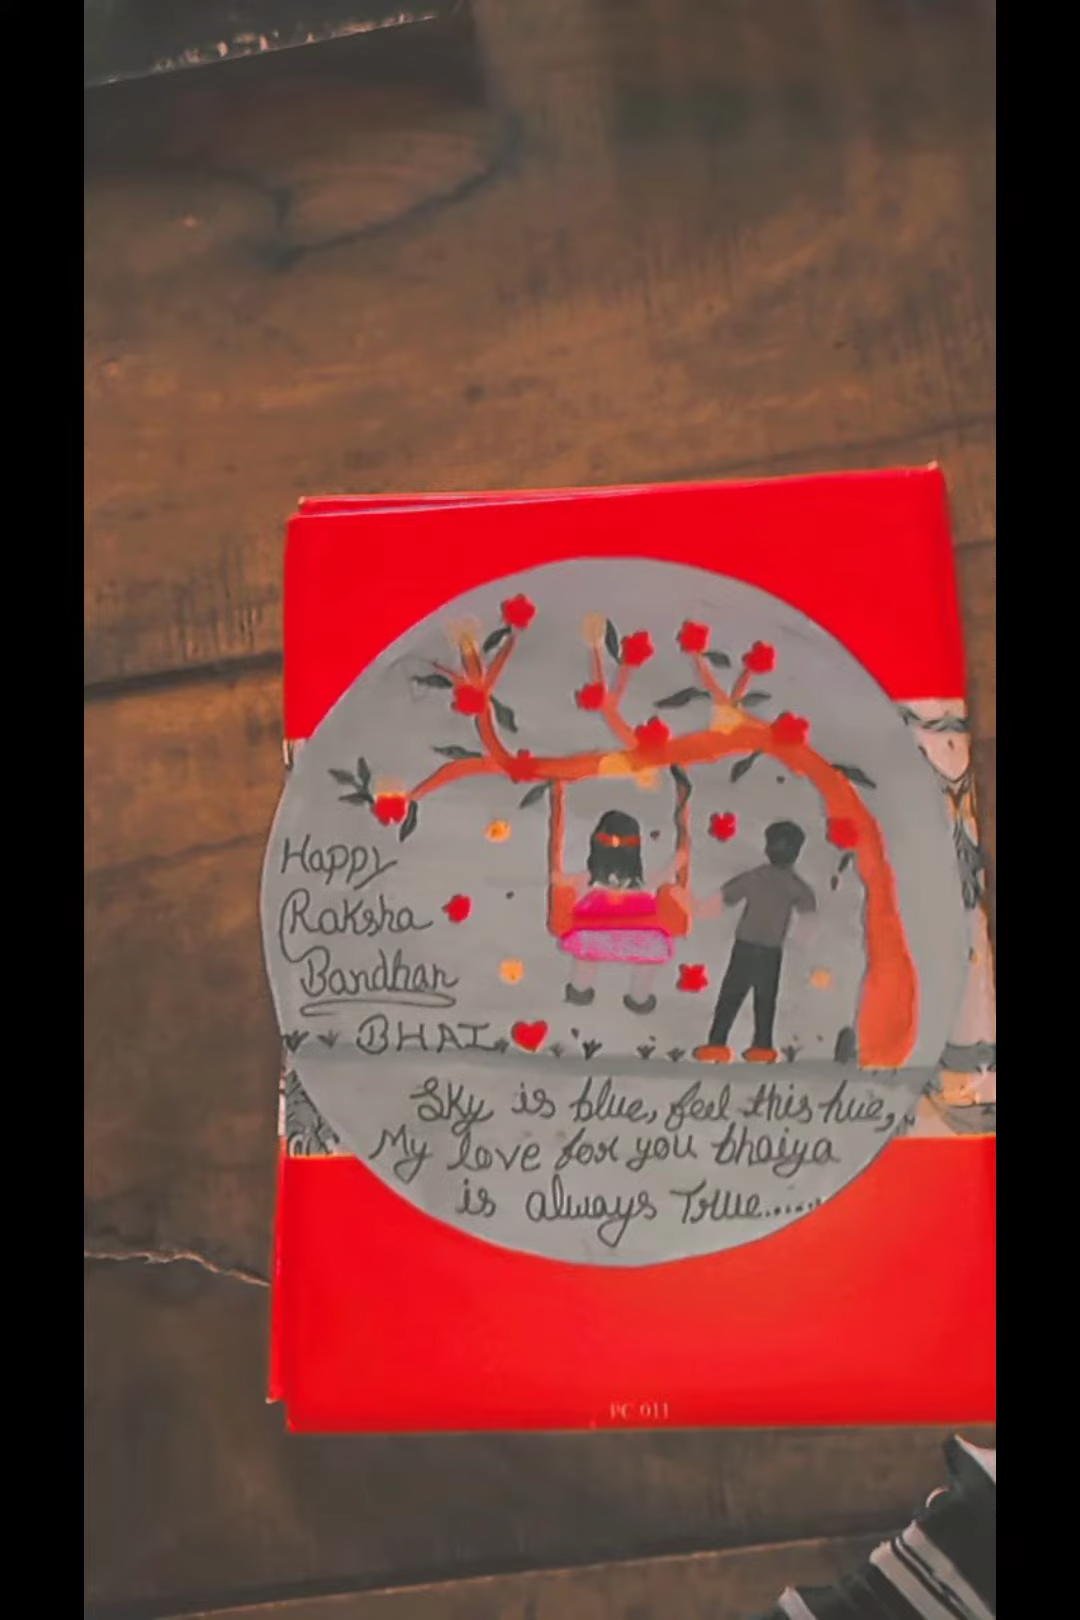 Happy
Raksha
Bandhan
BHAI
Sky is blue, feel this hue,
My love for you bhaiya
is always True......
PC 011